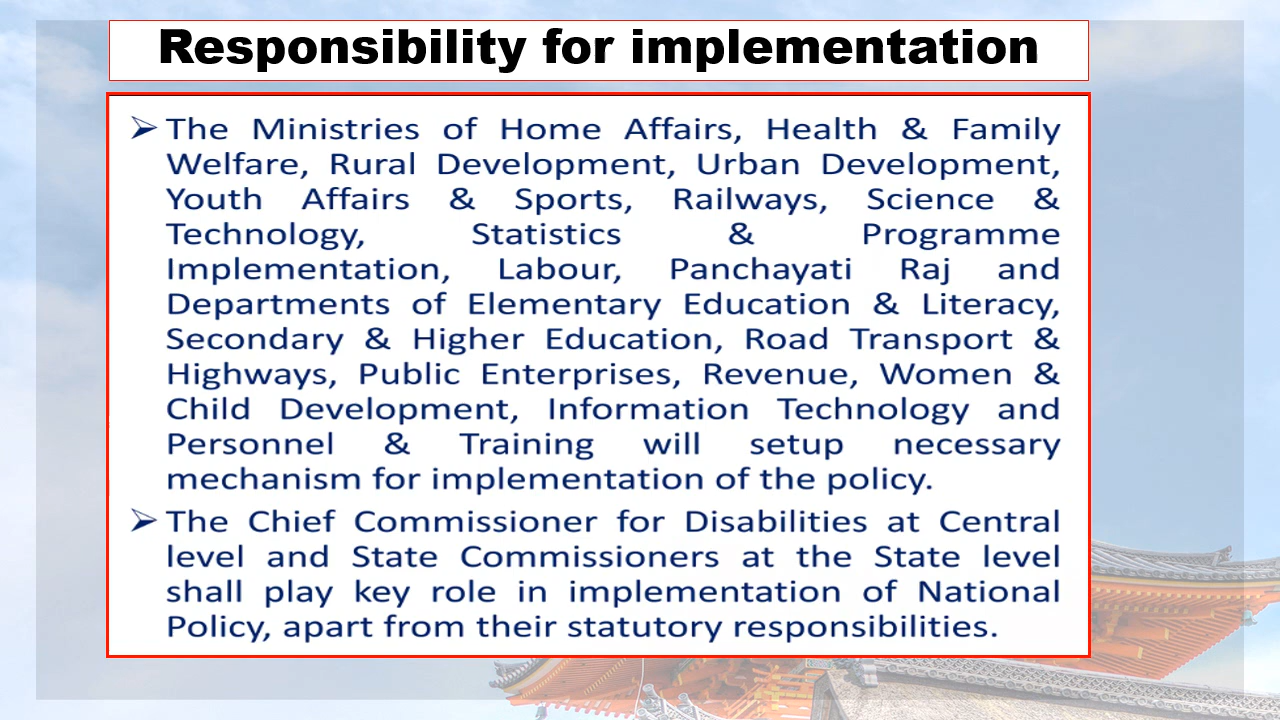 Responsibility for implementation
➢ The Ministries of Home Affairs, Health & Family
Welfare, Rural Development, Urban Development,
Youth Affairs & Sports, Railways, Science &
Technology, Statistics & Programme
Implementation, Labour, Panchayati Raj and
Departments of Elementary Education & Literacy,
Secondary & Higher Education, Road Transport &
Highways, Public Enterprises, Revenue, Women &
Child Development, Information Technology and
Personnel & Training will setup necessary
mechanism for implementation of the policy.
➢ The Chief Commissioner for Disabilities at Central
level and State Commissioners at the State level
shall play key role in implementation of National
Policy, apart from their statutory responsibilities.